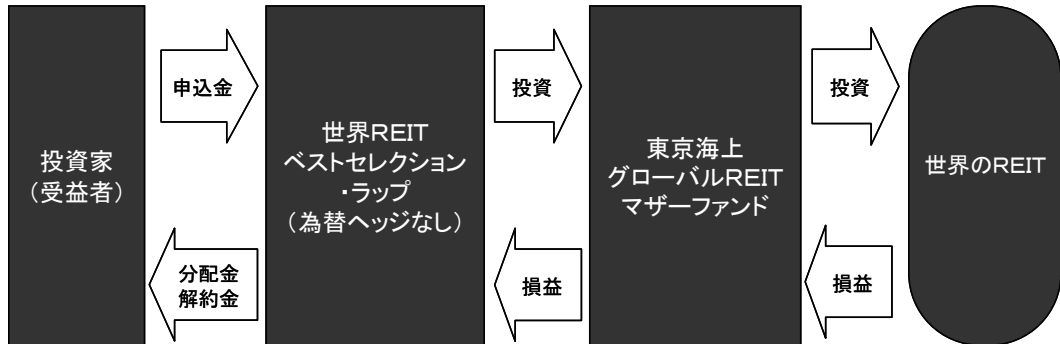 投資家
（受益者）
申込金
分配金
解約金
世界REIT
ベストセレクション
・ラップ
（為替ヘッジなし）
投資
損益
東京海上
グローバルREIT
マザーファンド
投資
損益
世界のREIT